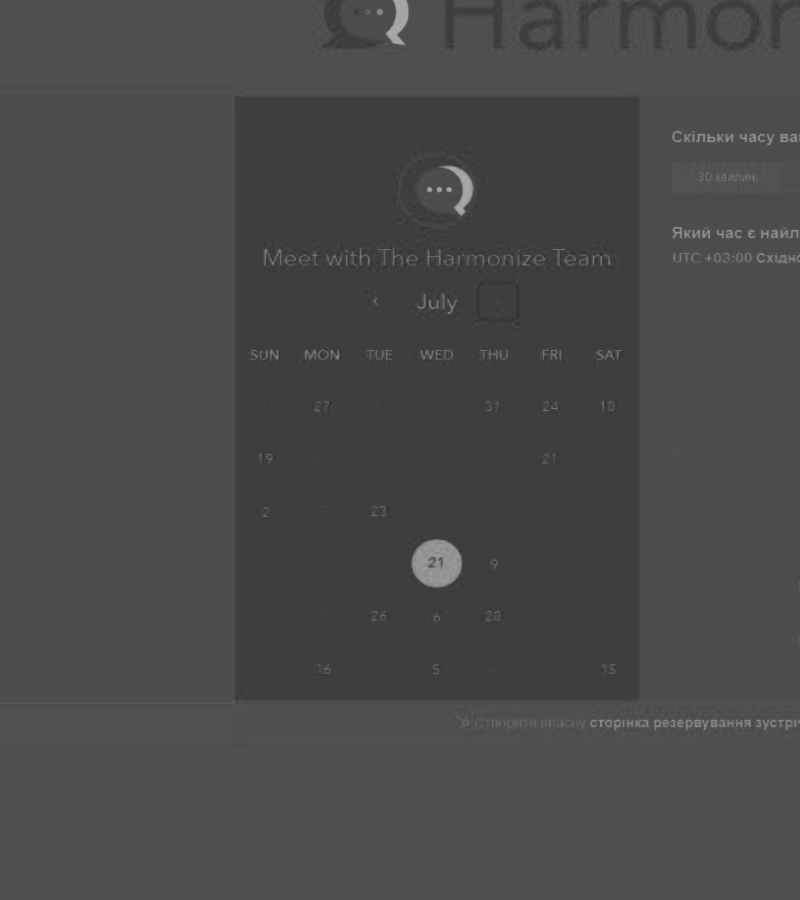 Harmon
Скільки часу ва
30 хвилин
Який час є найл
UTC +03:00 Східно
Meet with The Harmonize Team
‹ July
SUN MON TUE WED THU FRI SAT
27 31 24 10
19 21
2 23
21 9
26 6 20
16 5 15
Створити власну сторінка резервування зустріч